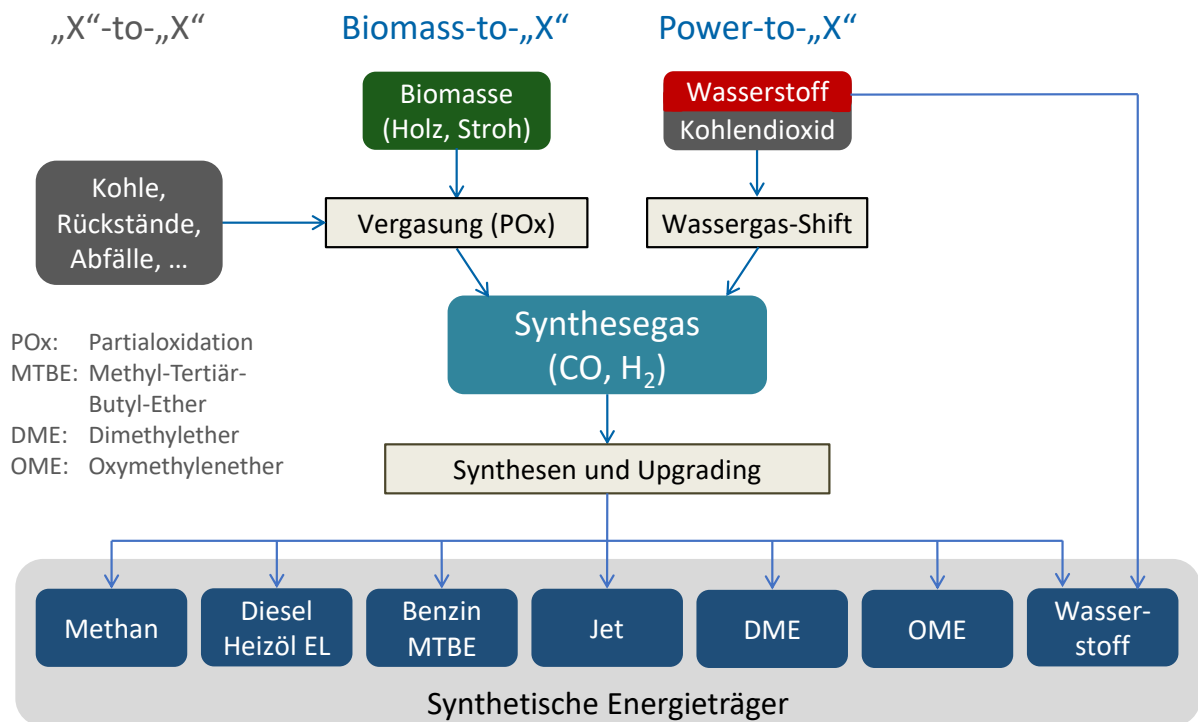 „X“-to-„X“
Biomass-to-„X“
Power-to-„X“
Biomasse
(Holz, Stroh)
Wasserstoff
Kohlendioxid
Kohle,
Rückstände,
Abfälle, ...
Vergasung (POx)
Wassergas-Shift
Synthesegas
(CO, H₂)
POx: Partialoxidation
MTBE: Methyl-Tertiär-
Butyl-Ether
DME: Dimethylether
OME: Oxymethylenether
Synthesen und Upgrading
Methan
Diesel
Heizöl EL
Benzin
MTBE
Jet
DME
OME
Wasser-
stoff
Synthetische Energieträger